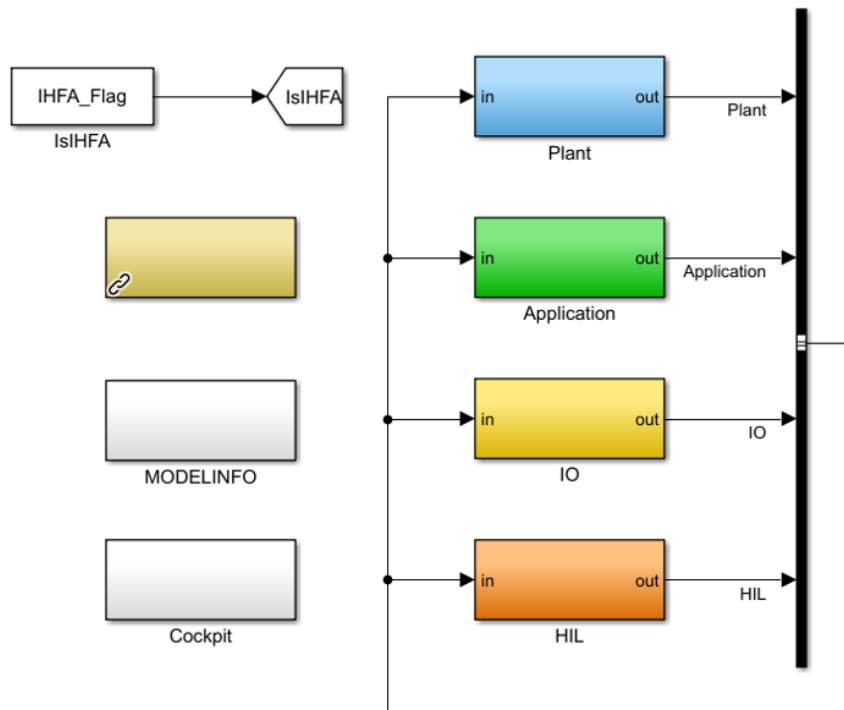 IHFA_Flag
IsIHFA
IsIHFA
MODELINFO
Cockpit
in
out
Plant
Plant
in
out
Application
Application
in
out
IO
IO
in
out
HIL
HIL